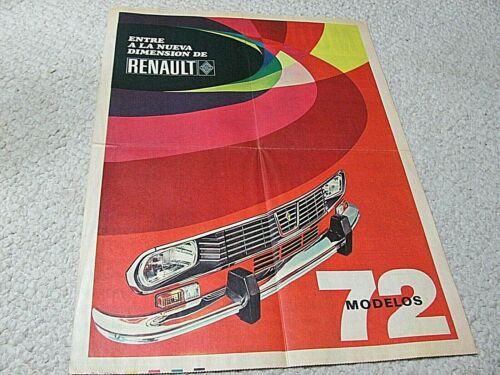 ENTRE
A LA NUEVA
DIMENSION DE
RENAULT
72
MODELOS